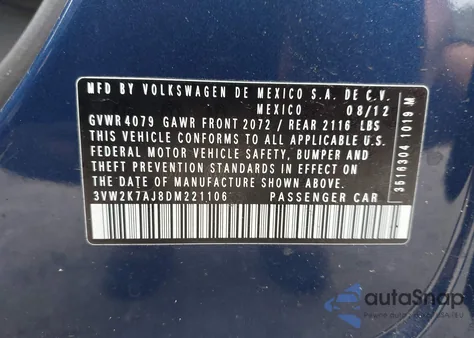 MFD BY VOLKSWAGEN DE MEXICO S.A. DE C.V.
MEXICO 08/12
GVWR 4079 GAWR FRONT 2072 / REAR 2116 LBS
THIS VEHICLE CONFORMS TO ALL APPLICABLE U.S.
FEDERAL MOTOR VEHICLE SAFETY, BUMPER AND
THEFT PREVENTION STANDARDS IN EFFECT ON
THE DATE OF MANUFACTURE SHOWN ABOVE.
3VW2K7AJ8DM221106 PASSENGER CAR
3516304 1019 M
autoSnap